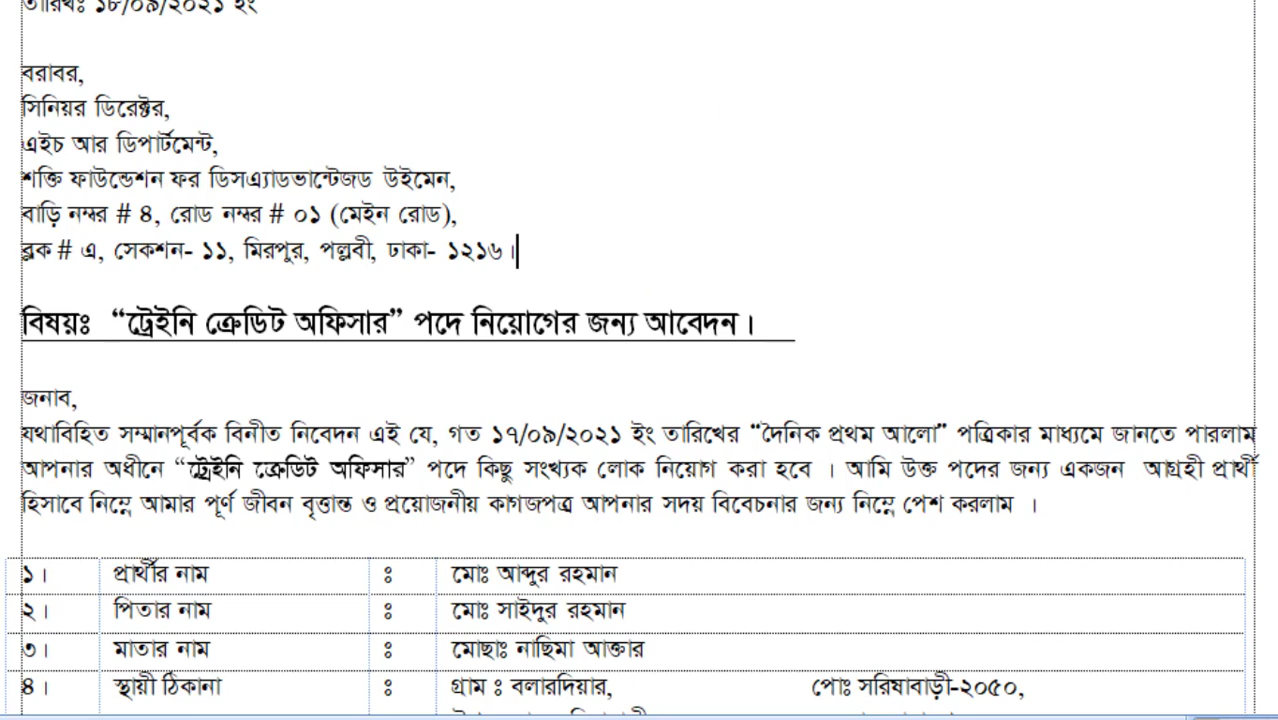 তারিখঃ ১৮/০৯/২০২১ ইং
বরাবর,
সিনিয়র ডিরেক্টর,
এইচ আর ডিপার্টমেন্ট,
শক্তি ফাউন্ডেশন ফর ডিসএ্যাডভান্টেজড উইমেন,
বাড়ি নম্বর # ৪, রোড নম্বর # ০১ (মেইন রোড),
ব্লক # এ, সেকশন- ১১, মিরপুর, পল্লবী, ঢাকা- ১২১৬।
বিষয়ঃ “ট্রেইনি ক্রেডিট অফিসার” পদে নিয়োগের জন্য আবেদন।
জনাব,
যথাবিহিত সম্মানপূর্বক বিনীত নিবেদন এই যে, গত ১৭/০৯/২০২১ ইং তারিখের “দৈনিক প্রথম আলো” পত্রিকার মাধ্যমে জানতে পারলাম
আপনার অধীনে “ট্রেইনি ক্রেডিট অফিসার” পদে কিছু সংখ্যক লোক নিয়োগ করা হবে । আমি উক্ত পদের জন্য একজন আগ্রহী প্রার্থী
হিসাবে নিম্নে আমার পূর্ণ জীবন বৃত্তান্ত ও প্রয়োজনীয় কাগজপত্র আপনার সদয় বিবেচনার জন্য নিম্নে পেশ করলাম ।
১। প্রার্থীর নাম ঃ মোঃ আব্দুর রহমান
২। পিতার নাম ঃ মোঃ সাইদুর রহমান
৩। মাতার নাম ঃ মোছাঃ নাছিমা আক্তার
৪। স্থায়ী ঠিকানা ঃ গ্রাম ঃ বলারদিয়ার, পোঃ সরিষাবাড়ী-২০৫০,